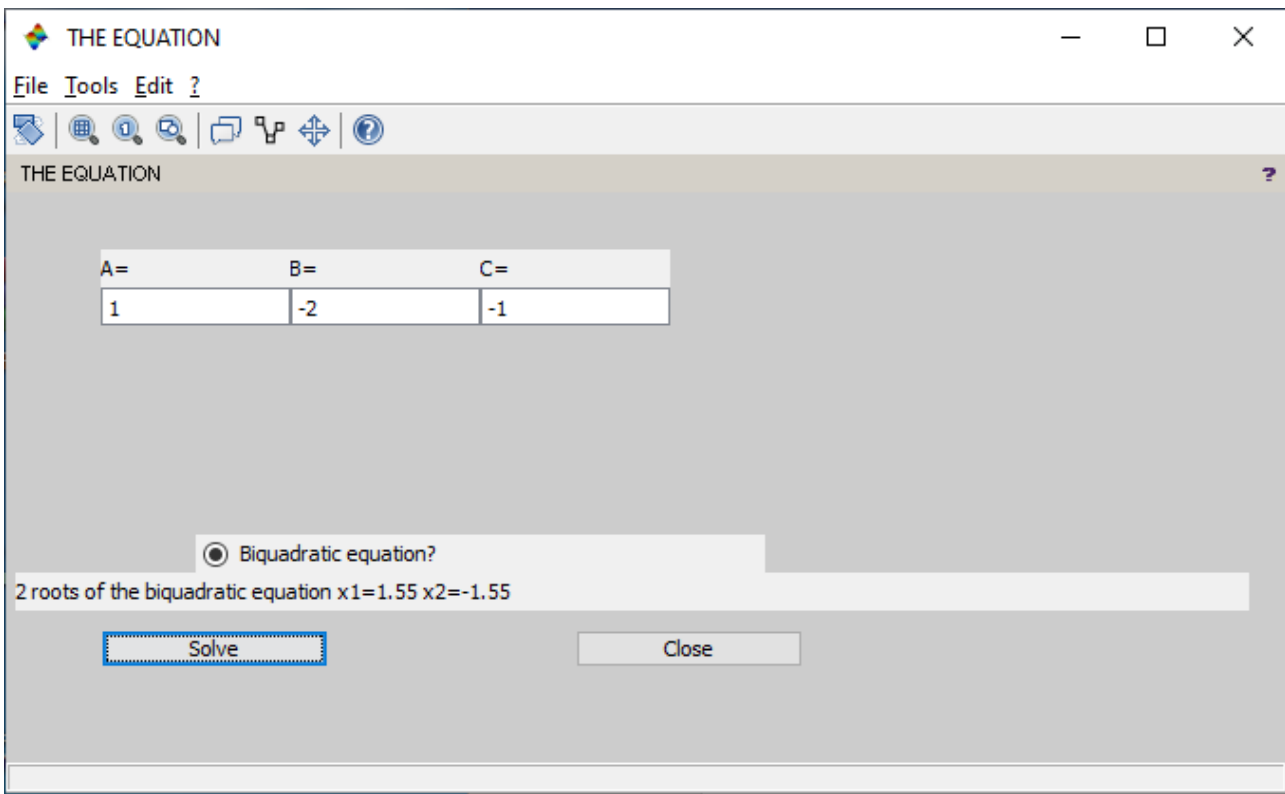 THE EQUATION
File Tools Edit ?
THE EQUATION ?
A= B= C=
1 -2 -1
Biquadratic equation?
2 roots of the biquadratic equation x1=1.55 x2=-1.55
Solve Close